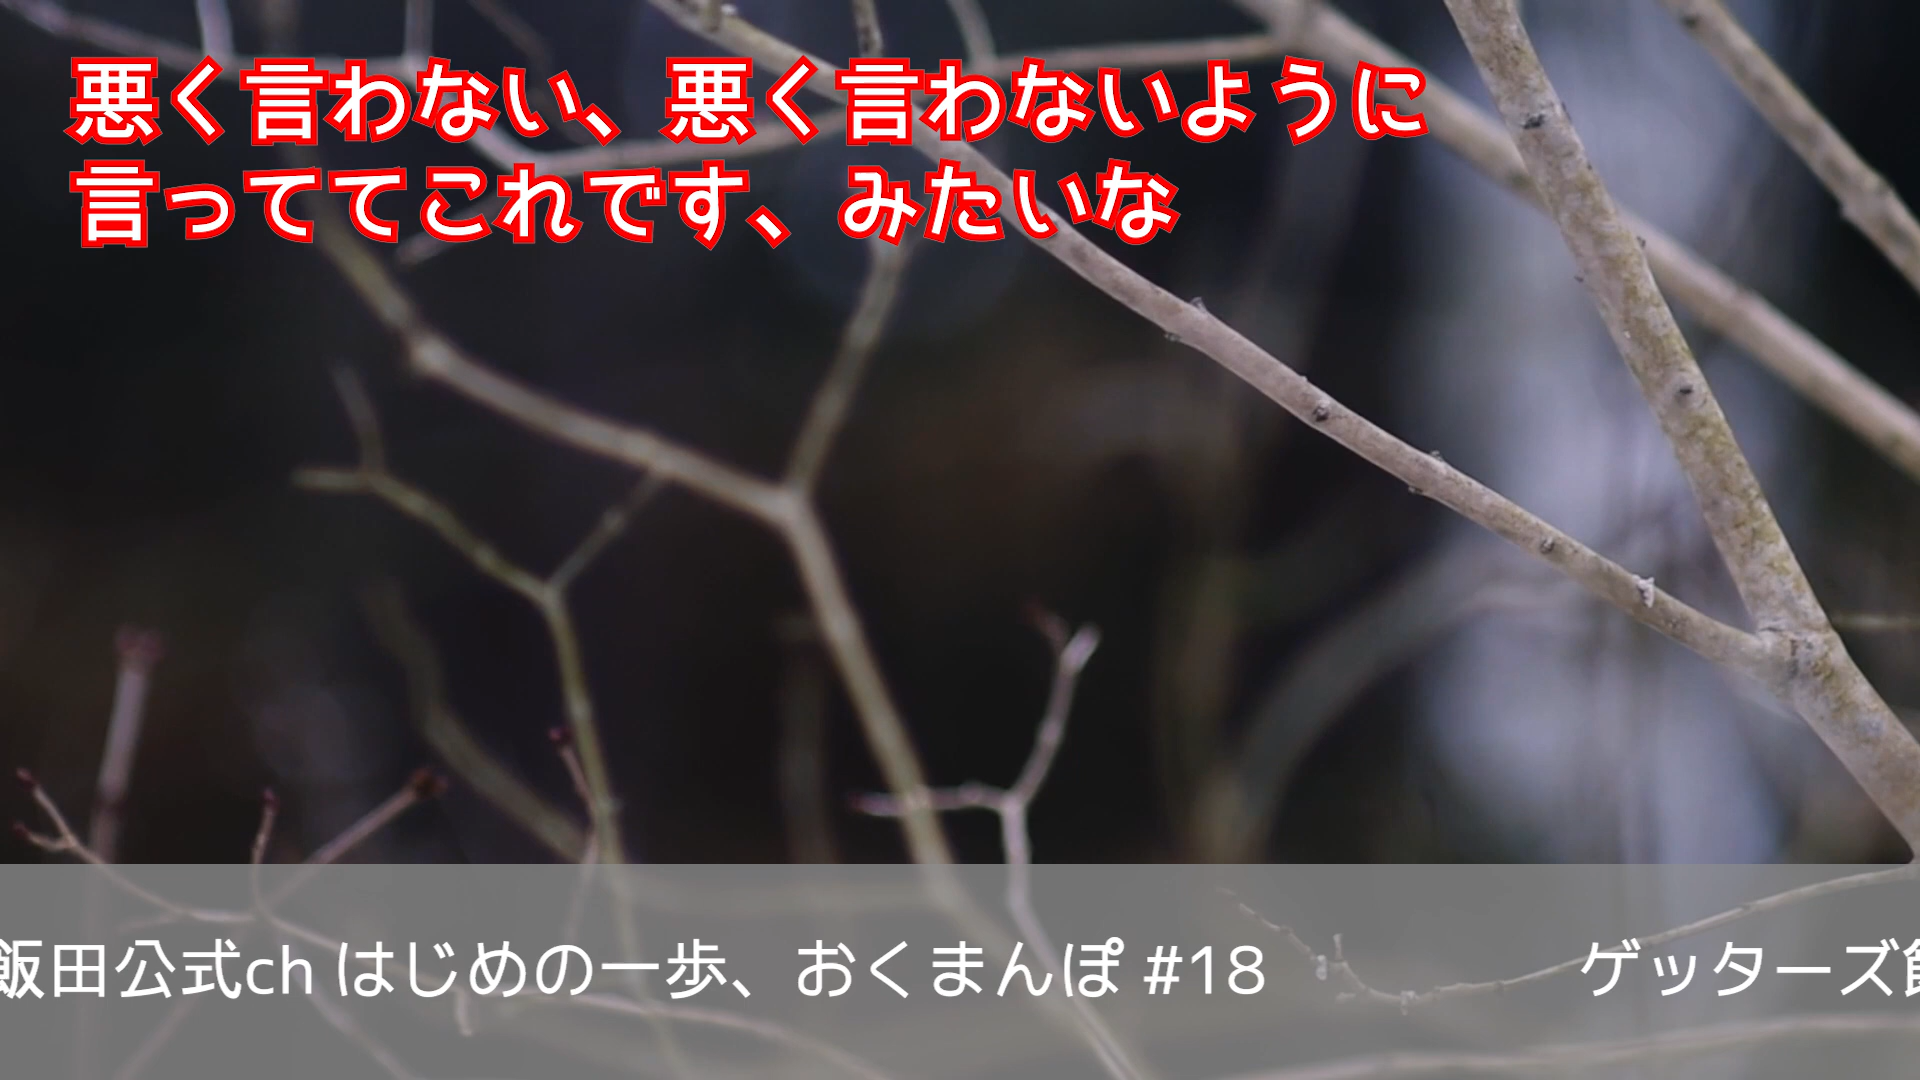 悪く言わない、悪く言わないように
言っててこれです、みたいな
飯田公式ch はじめの一歩、おくまんぽ #18 ゲッターズ飯